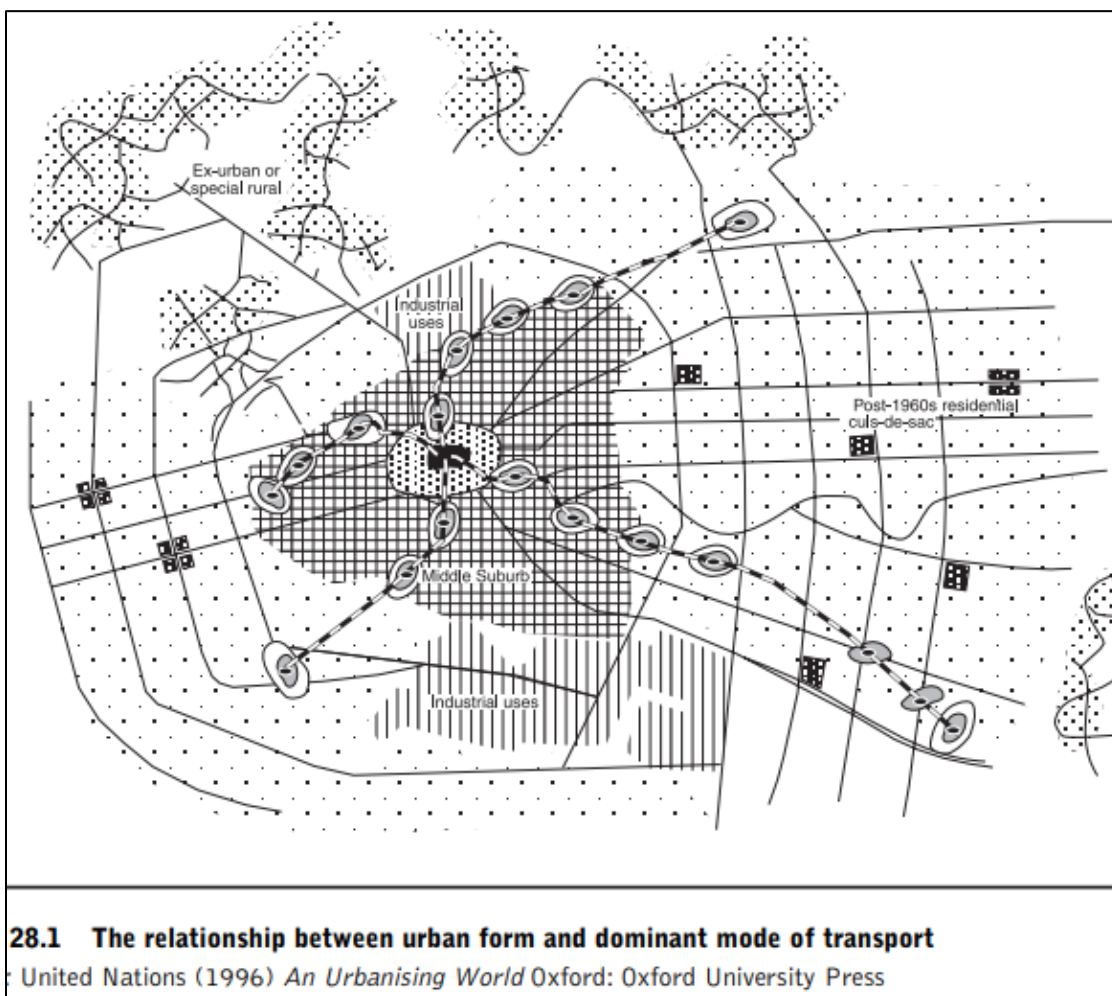 Ex-urban or
special rural
Industrial
uses
Post-1960s residential
culs-de-sac
Middle Suburb
Industrial uses
28.1 The relationship between urban form and dominant mode of transport
: United Nations (1996) An Urbanising World Oxford: Oxford University Press